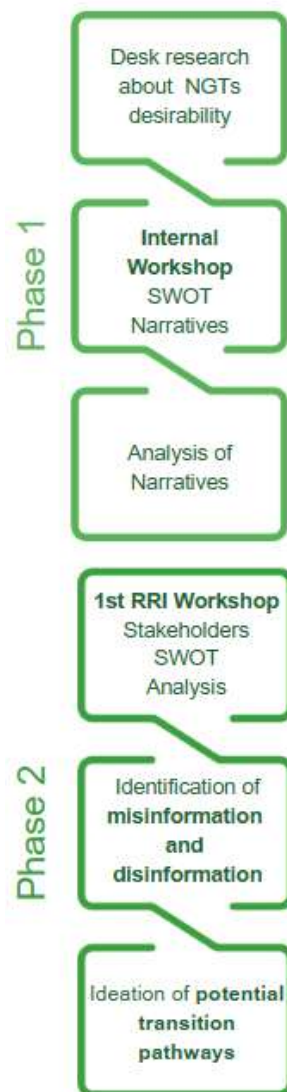 Phase 1
Desk research
about NGTs
desirability
Internal
Workshop
SWOT
Narratives
Analysis of
Narratives
Phase 2
1st RRI Workshop
Stakeholders
SWOT
Analysis
Identification of
misinformation
and
disinformation
Ideation of potential
transition
pathways